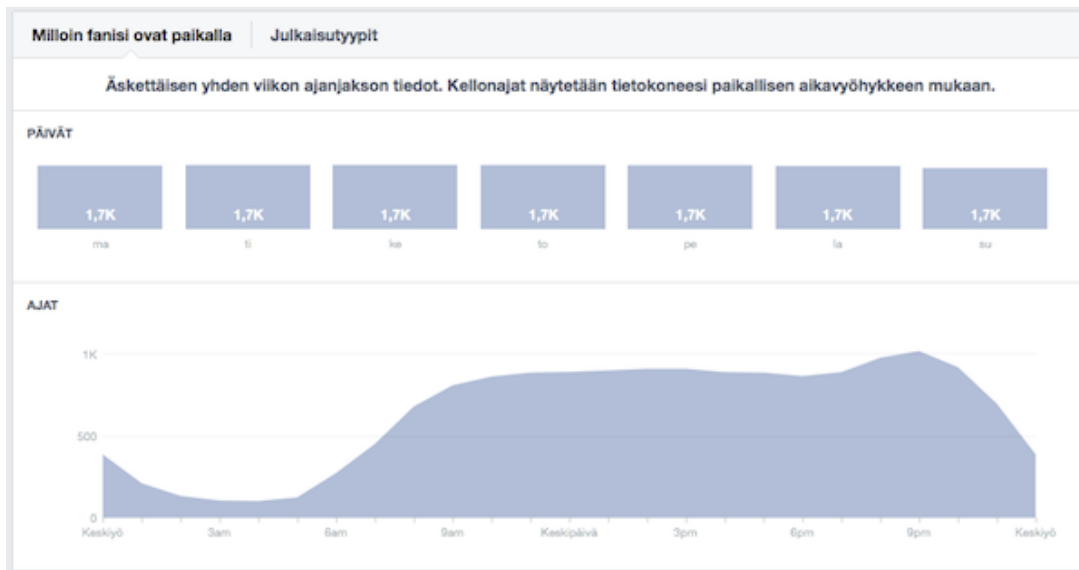 Milloin fanisi ovat paikalla Julkaisutyypit
Äskettäisen yhden viikon ajanjakson tiedot. Kellonajat näytetään tietokoneesi paikallisen aikavyöhykkeen mukaan.
PÄIVÄT
1,7K 1,7K 1,7K 1,7K 1,7K 1,7K 1,7K
ma ti ke to pe la su
AJAT
1K
500
0
Keskiyö 3am 6am 9am Keskipäivä 3pm 6pm 9pm Keskiyö